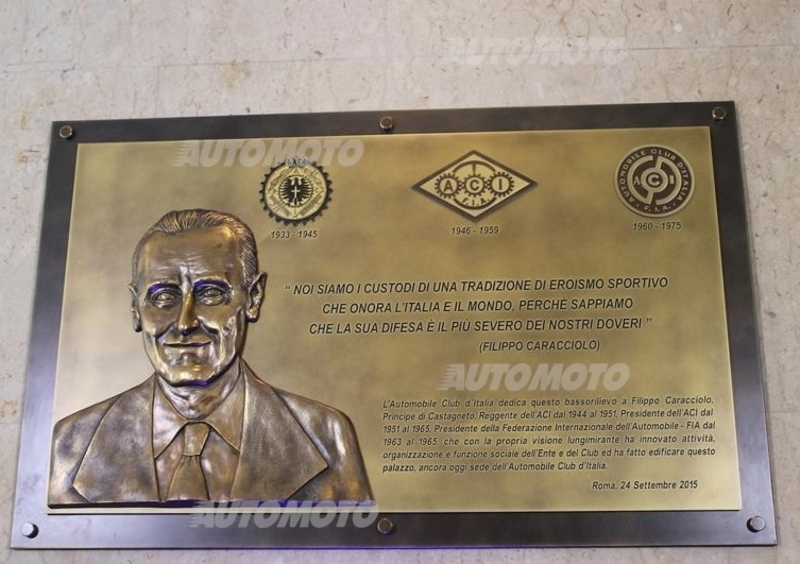 AUTOMOTO
AUTOMOTO
ACI
F.I.A.
AUTOMOBILE CLUB D'ITALIA
ACI
F.I.A.
1933 - 1945
1946 - 1959
1960 - 1975
" NOI SIAMO I CUSTODI DI UNA TRADIZIONE DI EROISMO SPORTIVO
CHE ONORA L'ITALIA E IL MONDO, PERCHÉ SAPPIAMO
CHE LA SUA DIFESA È IL PIÙ SEVERO DEI NOSTRI DOVERI "
(FILIPPO CARACCIOLO)
AUTOMOTO
L'Automobile Club d'Italia dedica questo bassorilievo a Filippo Caracciolo,
Principe di Castagneto, Reggente dell'ACI dal 1944 al 1951, Presidente dell'ACI dal
1951 al 1965, Presidente della Federazione Internazionale dell'Automobile - FIA dal
1963 al 1965, che con la propria visione lungimirante ha innovato attività,
organizzazione e funzione sociale dell'Ente e del Club ed ha fatto edificare questo
palazzo, ancora oggi sede dell'Automobile Club d'Italia.
Roma, 24 Settembre 2015
AUTOMOTO